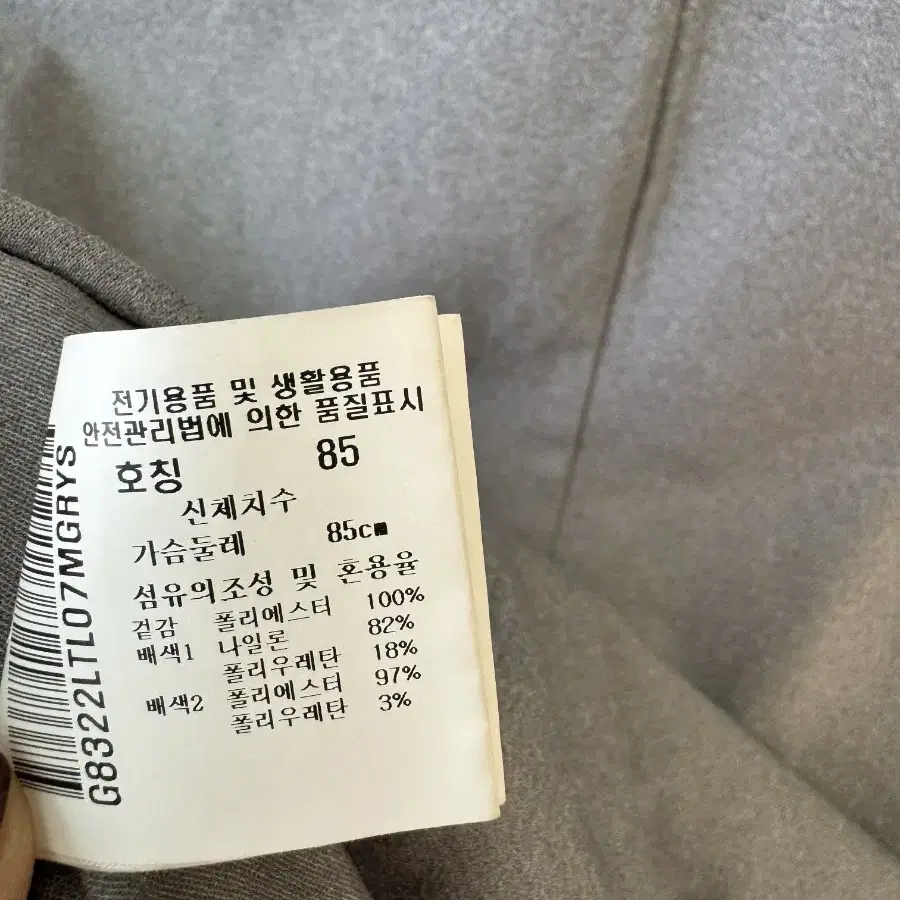 전기용품 및 생활용품
안전관리법에 의한 품질표시
호칭 85
신체치수
가슴둘레 85cm
섬유의조성 및 혼용율
겉감 폴리에스터 100%
배색1 나일론 82%
폴리우레탄 18%
배색2 폴리에스터 97%
폴리우레탄 3%
G8322LTL07MGRYS